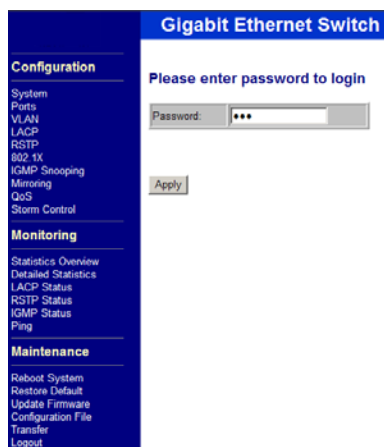 Gigabit Ethernet Switch
Configuration
System
Ports
VLAN
LACP
RSTP
802.1X
IGMP Snooping
Mirroring
QoS
Storm Control
Monitoring
Statistics Overview
Detailed Statistics
LACP Status
RSTP Status
IGMP Status
Ping
Maintenance
Reboot System
Restore Default
Update Firmware
Configuration File
Transfer
Logout
Please enter password to login
Password: •••
Apply